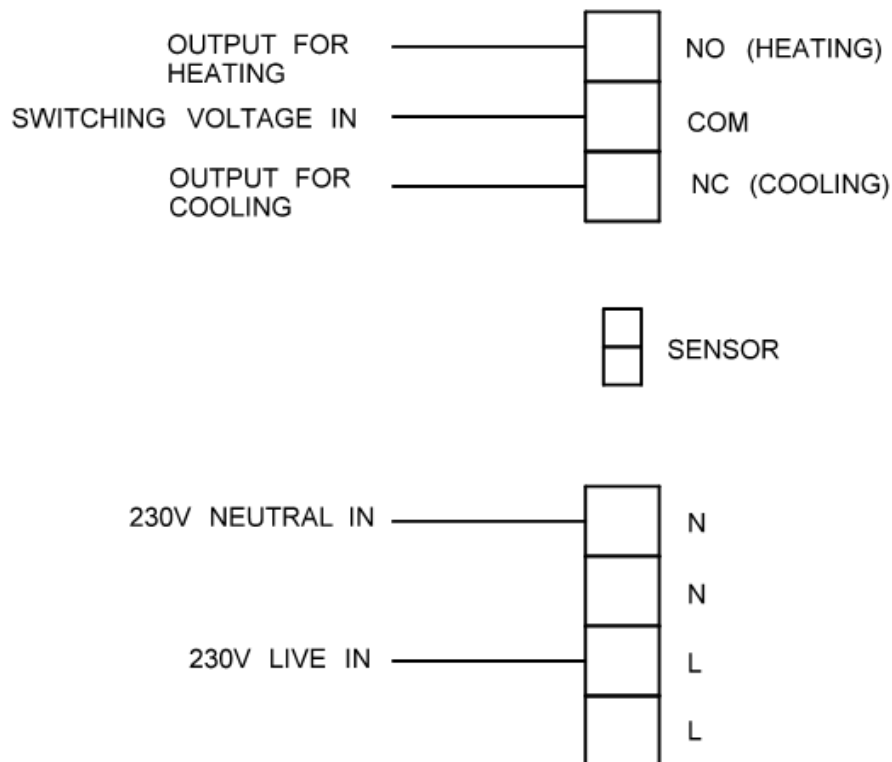 OUTPUT FOR
HEATING
NO (HEATING)
SWITCHING VOLTAGE IN
COM
OUTPUT FOR
COOLING
NC (COOLING)
SENSOR
230V NEUTRAL IN
N
N
230V LIVE IN
L
L